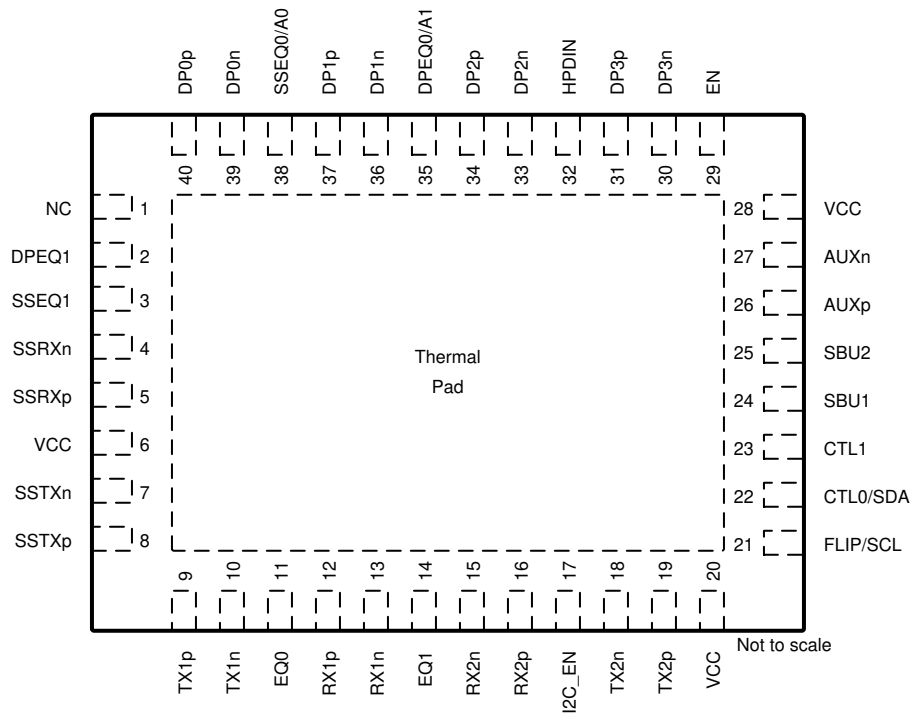 DP0p
DP0n
SSEQ0/A0
DP1p
DP1n
DPEQ0/A1
DP2p
DP2n
HPDIN
DP3p
DP3n
EN
40
39
38
37
36
35
34
33
32
31
30
29
NC 1
DPEQ1 2
SSEQ1 3
SSRXn 4
SSRXp 5
VCC 6
SSTXn 7
SSTXp 8
Thermal
Pad
28 VCC
27 AUXn
26 AUXp
25 SBU2
24 SBU1
23 CTL1
22 CTL0/SDA
21 FLIP/SCL
9
10
11
12
13
14
15
16
17
18
19
20
TX1p
TX1n
EQ0
RX1p
RX1n
EQ1
RX2n
RX2p
I2C_EN
TX2n
TX2p
VCC
Not to scale